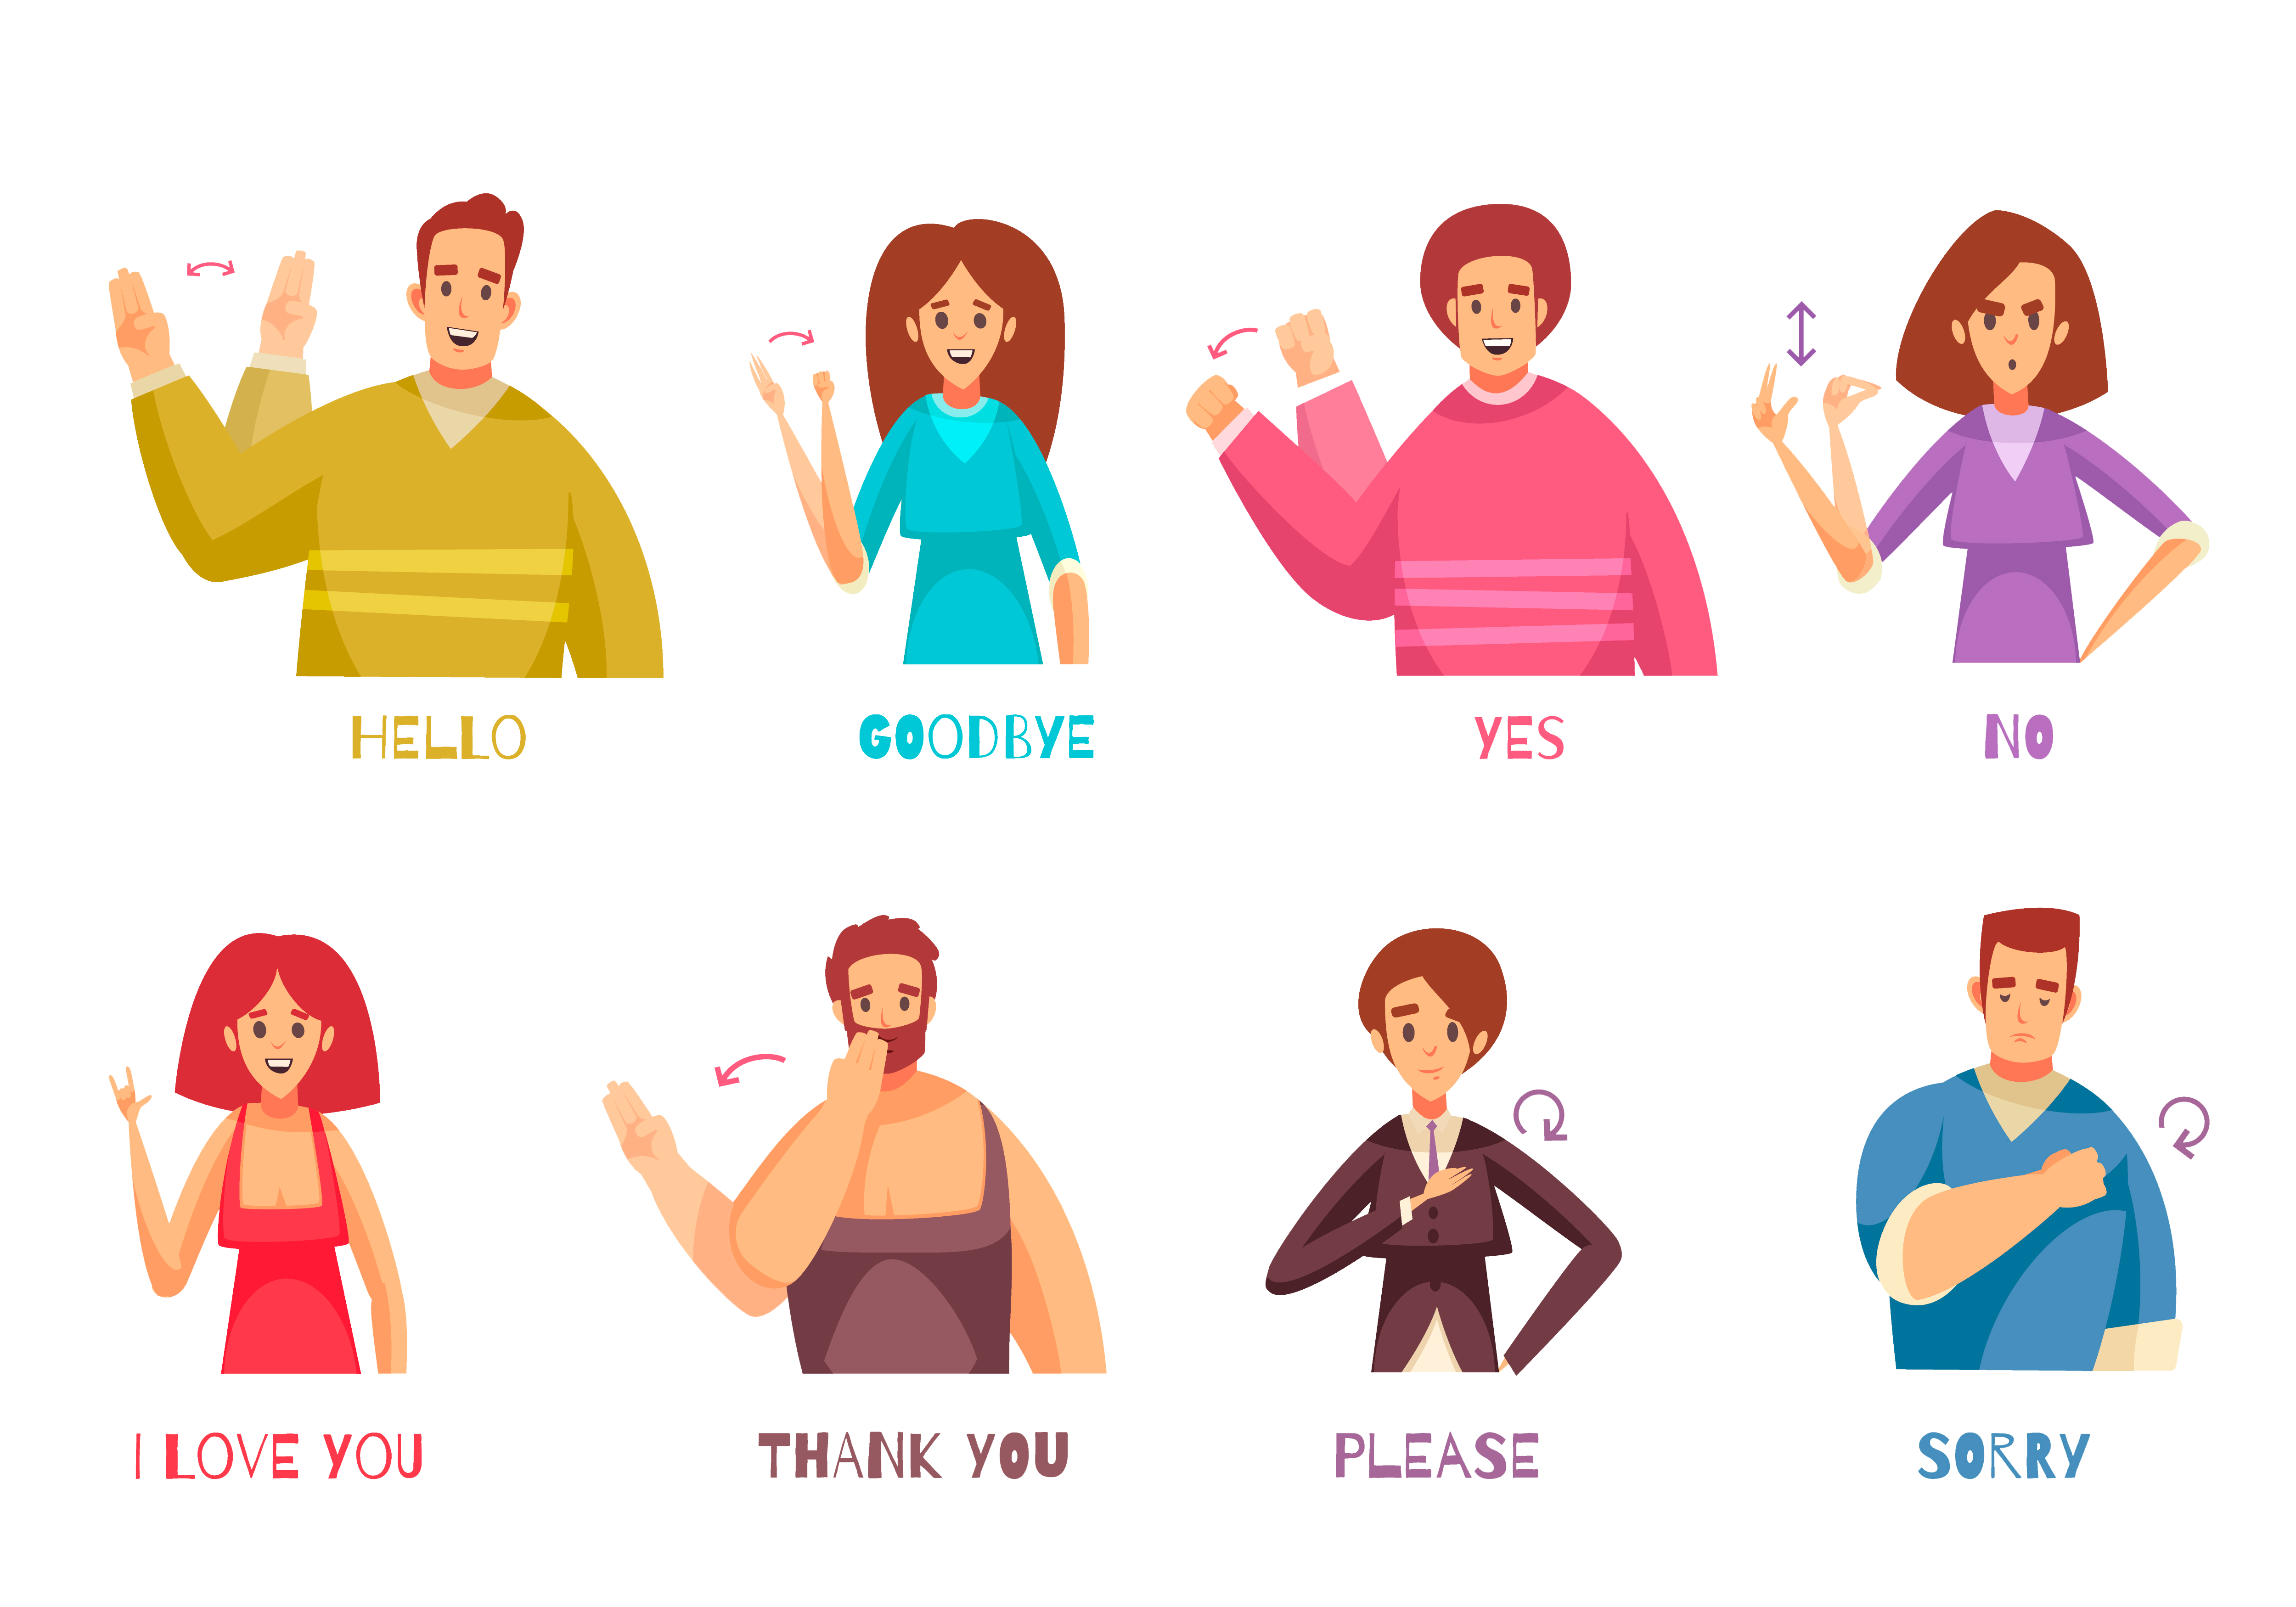 HELLO
GOODBYE
YES
NO
I LOVE YOU
THANK YOU
PLEASE
SORRY